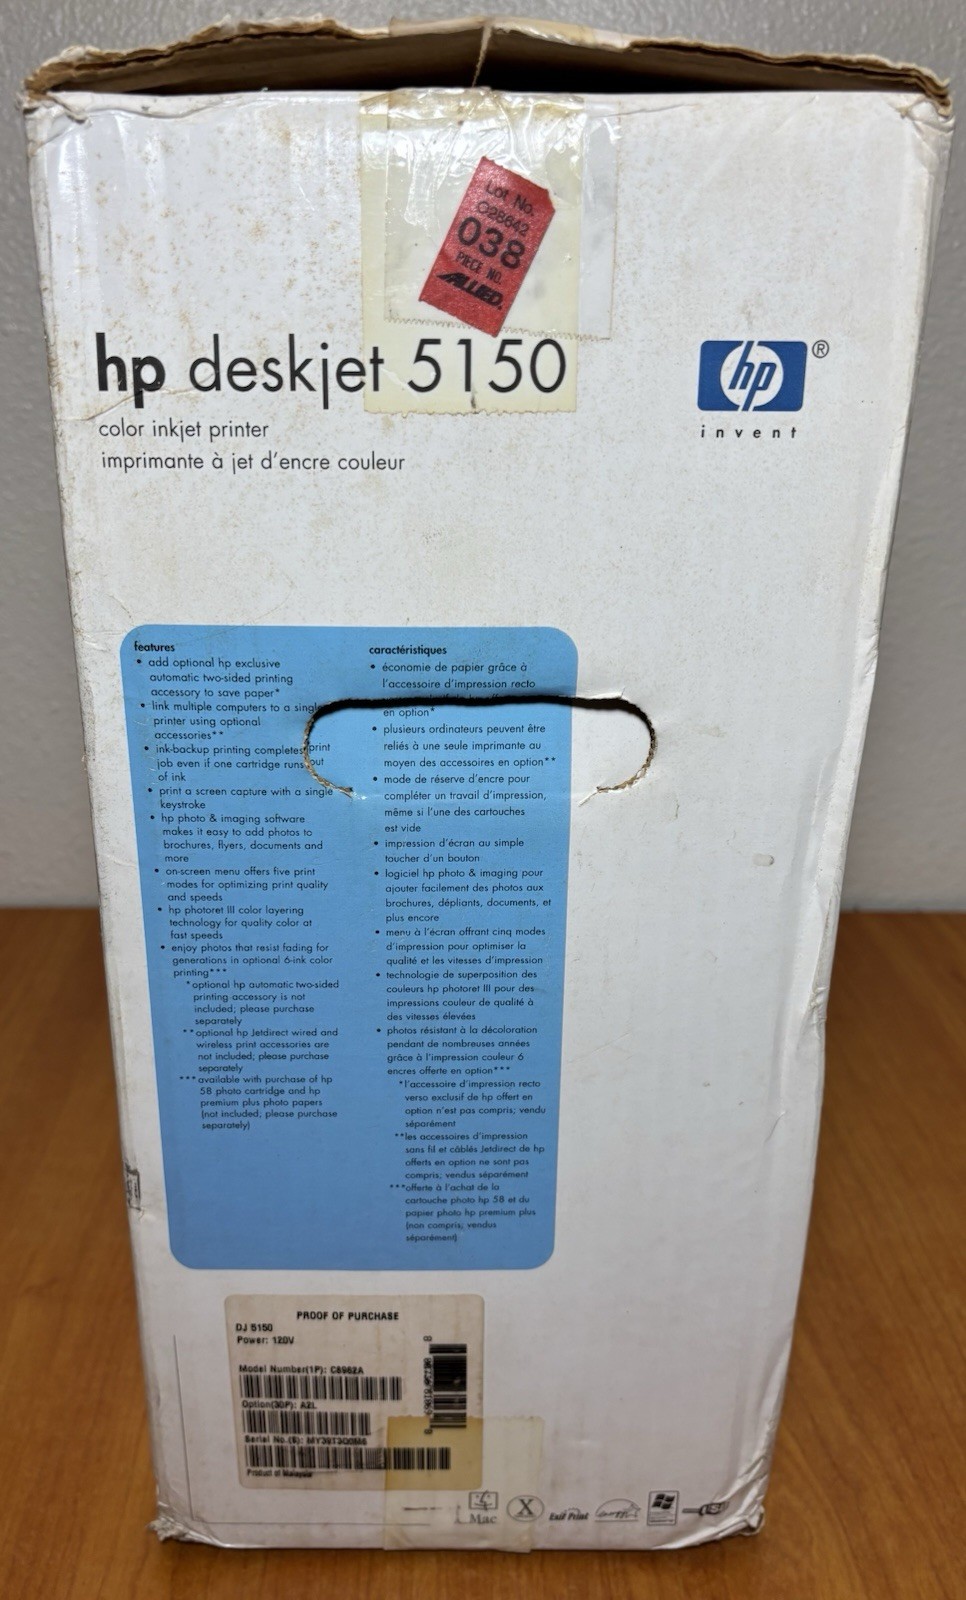 Lot No.
028642
038
PIECE NO.
ALLIED.
hp deskjet 5150
color inkjet printer
imprimante à jet d'encre couleur
hp ®
invent
features
• add optional hp exclusive
automatic two-sided printing
accessory to save paper*
• link multiple computers to a single
printer using optional
accessories**
• ink-backup printing completes print
job even if one cartridge runs out
of ink
• print a screen capture with a single
keystroke
• hp photo & imaging software
makes it easy to add photos to
brochures, flyers, documents and
more
• on-screen menu offers five print
modes for optimizing print quality
and speeds
• hp photoret III color layering
technology for quality color at
fast speeds
• enjoy photos that resist fading for
generations in optional 6-ink color
printing***
*optional hp automatic two-sided
printing accessory is not
included; please purchase
separately
**optional hp Jetdirect wired and
wireless print accessories are
not included; please purchase
separately
***available with purchase of hp
58 photo cartridge and hp
premium plus photo papers
(not included; please purchase
separately)
caractéristiques
• économie de papier grâce à
l'accessoire d'impression recto
en option*
• plusieurs ordinateurs peuvent être
reliés à une seule imprimante au
moyen des accessoires en option**
• mode de réserve d'encre pour
compléter un travail d'impression,
même si l'une des cartouches
est vide
• impression d'écran au simple
toucher d'un bouton
• logiciel hp photo & imaging pour
ajouter facilement des photos aux
brochures, dépliants, documents, et
plus encore
• menu à l'écran offrant cinq modes
d'impression pour optimiser la
qualité et les vitesses d'impression
• technologie de superposition des
couleurs hp photoret III pour des
impressions couleur de qualité à
des vitesses élevées
• photos résistant à la décoloration
pendant de nombreuses années
grâce à l'impression couleur 6
encres offerte en option***
*l'accessoire d'impression recto
verso exclusif de hp offert en
option n'est pas compris; vendu
séparément
**les accessoires d'impression
sans fil et câblés Jetdirect de hp
offerts en option ne sont pas
compris; vendus séparément
***offerte à l'achat de la
cartouche photo hp 58 et du
papier photo hp premium plus
(non compris; vendus
séparément)
PROOF OF PURCHASE
DJ 5150
Power: 120V
Model Number(1P): C8962A
Option(30P): A2L
Serial No.(S):
Product of Malaysia
Mac
X
Exif Print